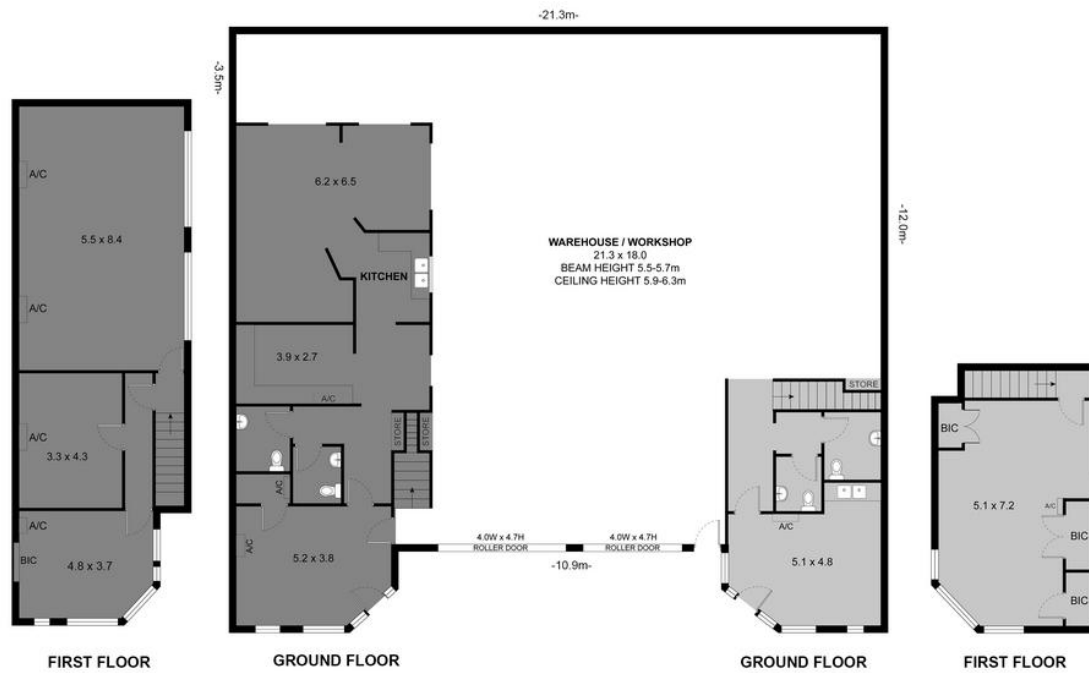 -21.3m-
-3.5m-
A/C
5.5 x 8.4
A/C
A/C
3.3 x 4.3
A/C
BIC
4.8 x 3.7
FIRST FLOOR
6.2 x 6.5
KITCHEN
3.9 x 2.7
A/C
STORE
STORE
A/C
A/C
5.2 x 3.8
GROUND FLOOR
WAREHOUSE / WORKSHOP
21.3 x 18.0
BEAM HEIGHT 5.5-5.7m
CEILING HEIGHT 5.9-6.3m
-12.0m-
4.0W x 4.7H
ROLLER DOOR
4.0W x 4.7H
ROLLER DOOR
-10.9m-
STORE
A/C
5.1 x 4.8
GROUND FLOOR
BIC
5.1 x 7.2
A/C
BIC
BIC
FIRST FLOOR